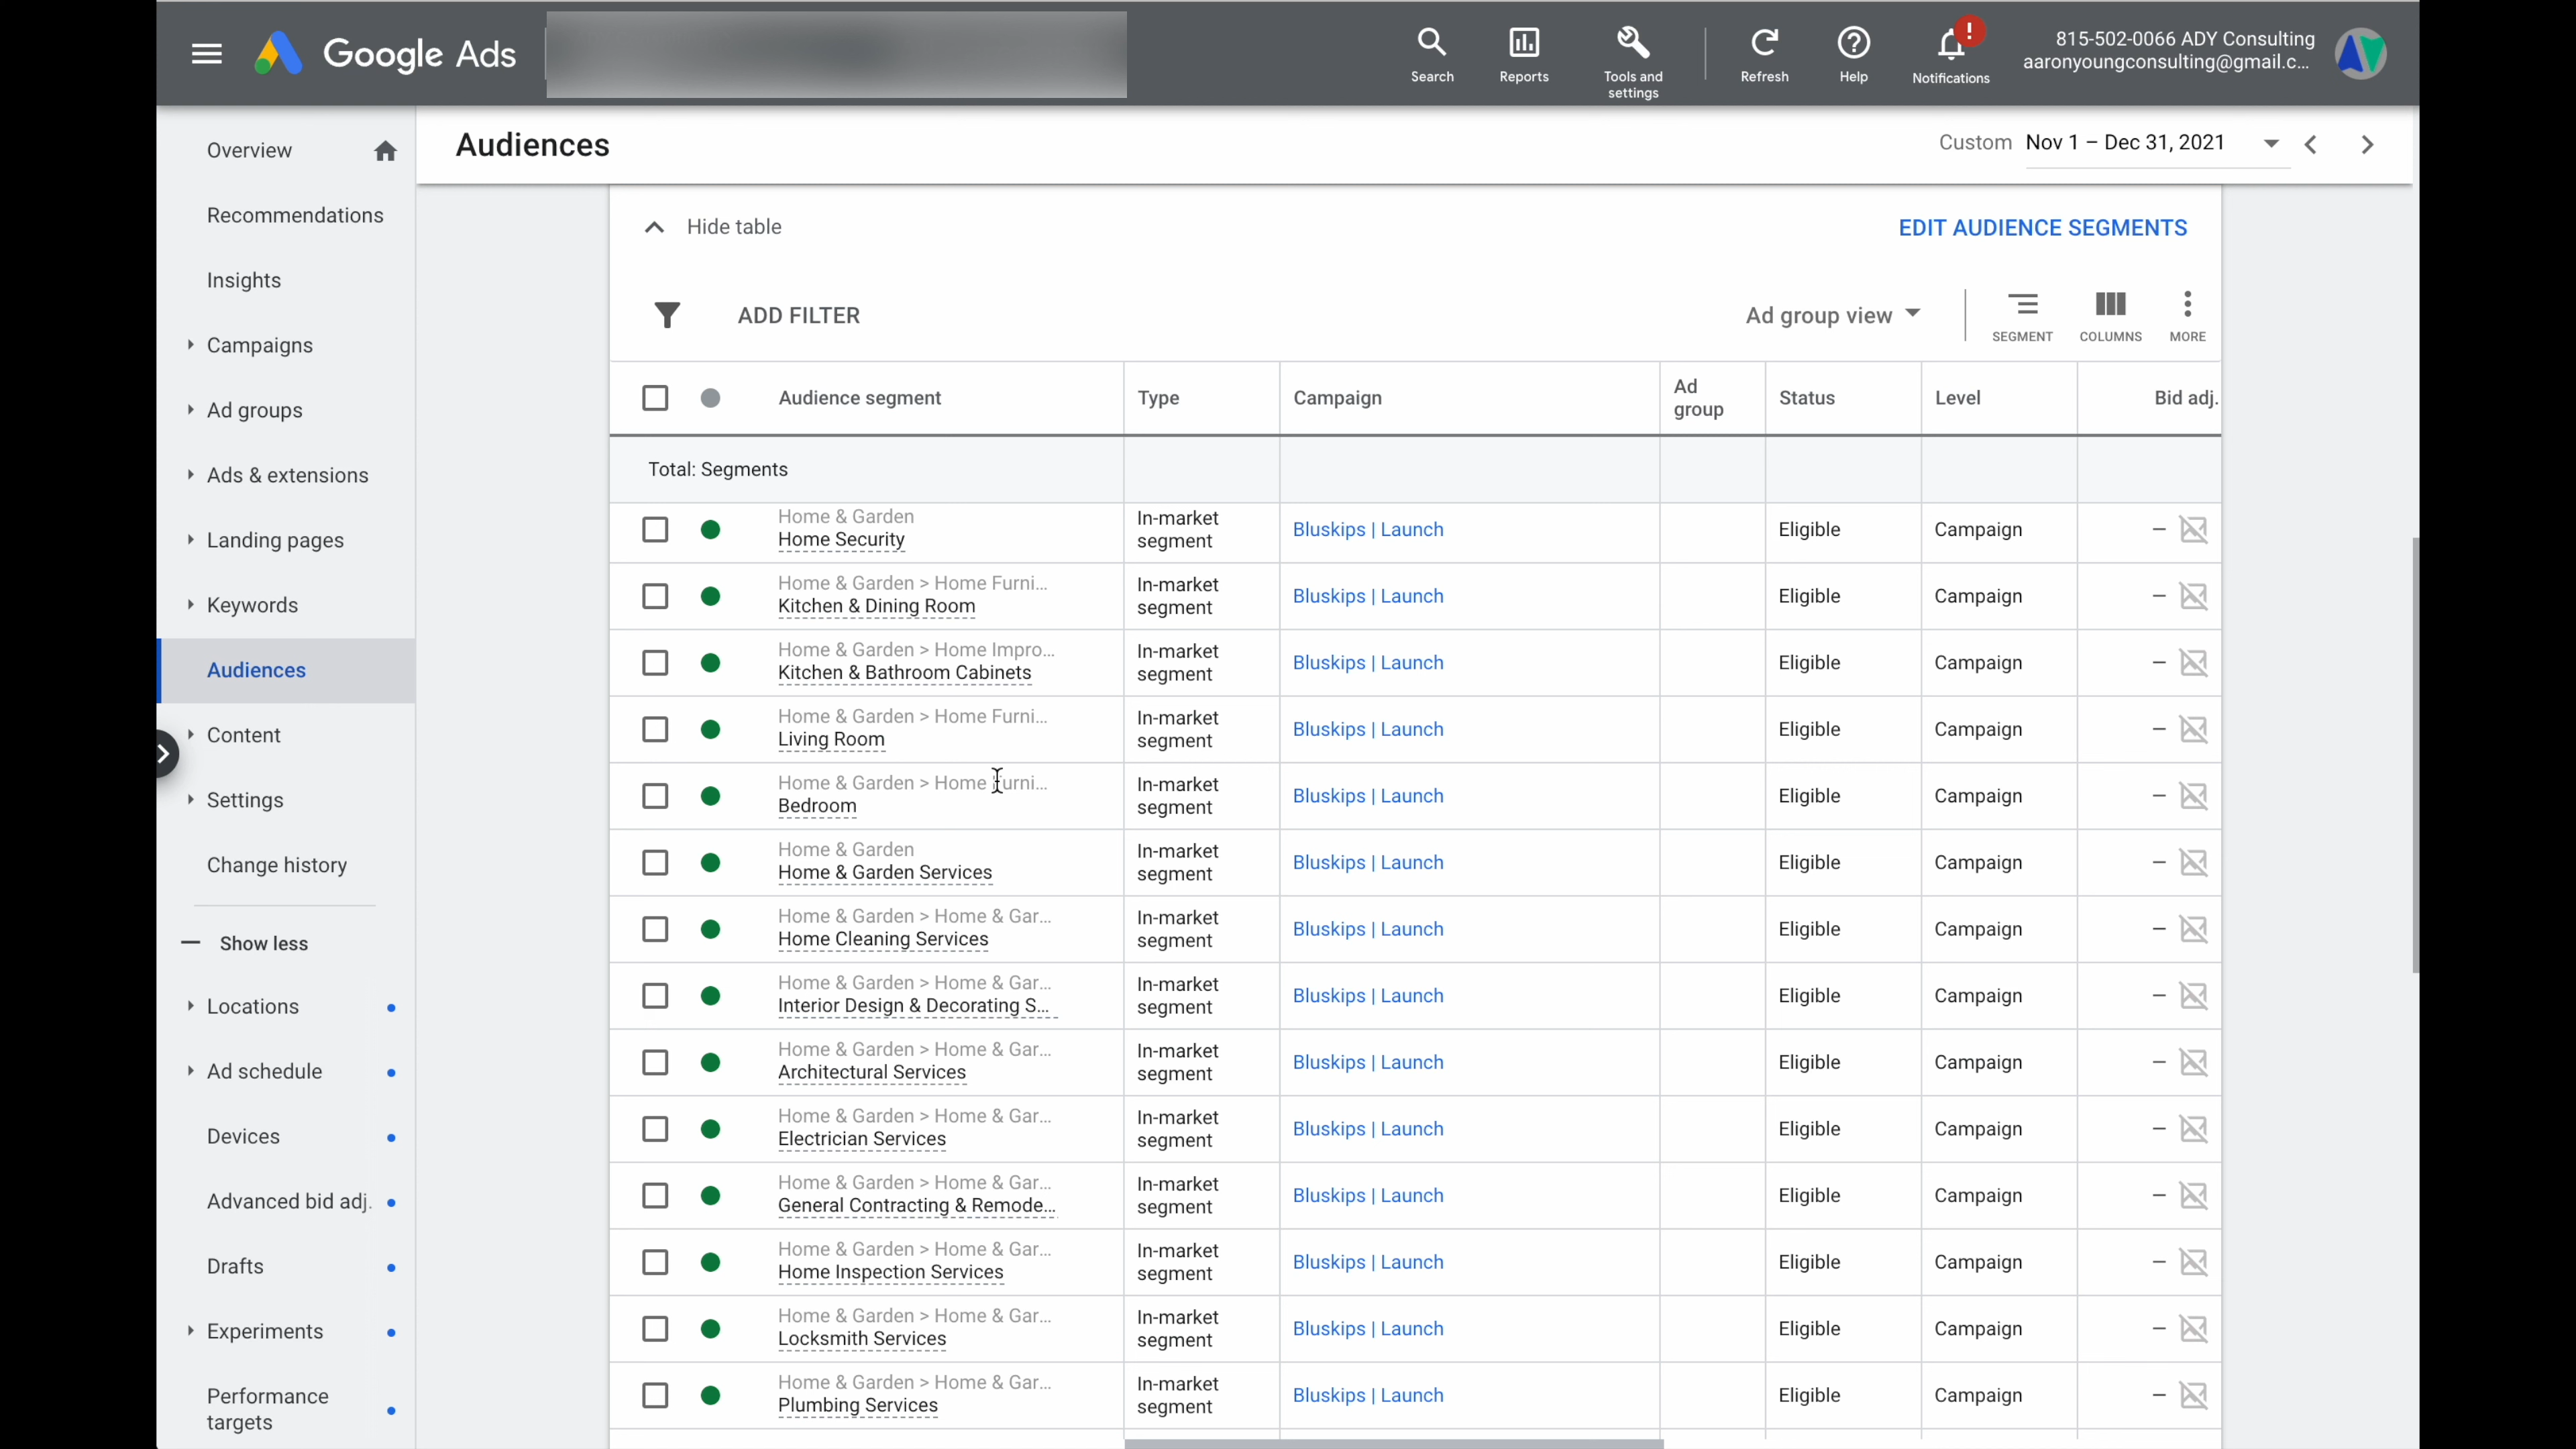 Google Ads
Search
Reports
Tools and
settings
Refresh
Help
!
Notifications
815-502-0066 ADY Consulting
aaronyoungconsulting@gmail.c...
Overview
Recommendations
Insights
Campaigns
Ad groups
Ads & extensions
Landing pages
Keywords
Audiences
Content
Settings
Change history
Show less
Locations
Ad schedule
Devices
Advanced bid adj.
Drafts
Experiments
Performance
targets
Audiences
Custom Nov 1 – Dec 31, 2021
Hide table
EDIT AUDIENCE SEGMENTS
ADD FILTER
Ad group view
SEGMENT
COLUMNS
MORE
Audience segment
Type
Campaign
Ad
group
Status
Level
Bid adj.
Total: Segments
Home & Garden
Home Security
In-market
segment
Bluskips | Launch
Eligible
Campaign
–
Home & Garden > Home Furni...
Kitchen & Dining Room
In-market
segment
Bluskips | Launch
Eligible
Campaign
–
Home & Garden > Home Impro...
Kitchen & Bathroom Cabinets
In-market
segment
Bluskips | Launch
Eligible
Campaign
–
Home & Garden > Home Furni...
Living Room
In-market
segment
Bluskips | Launch
Eligible
Campaign
–
Home & Garden > Home Furni...
Bedroom
In-market
segment
Bluskips | Launch
Eligible
Campaign
–
Home & Garden
Home & Garden Services
In-market
segment
Bluskips | Launch
Eligible
Campaign
–
Home & Garden > Home & Gar...
Home Cleaning Services
In-market
segment
Bluskips | Launch
Eligible
Campaign
–
Home & Garden > Home & Gar...
Interior Design & Decorating S...
In-market
segment
Bluskips | Launch
Eligible
Campaign
–
Home & Garden > Home & Gar...
Architectural Services
In-market
segment
Bluskips | Launch
Eligible
Campaign
–
Home & Garden > Home & Gar...
Electrician Services
In-market
segment
Bluskips | Launch
Eligible
Campaign
–
Home & Garden > Home & Gar...
General Contracting & Remode...
In-market
segment
Bluskips | Launch
Eligible
Campaign
–
Home & Garden > Home & Gar...
Home Inspection Services
In-market
segment
Bluskips | Launch
Eligible
Campaign
–
Home & Garden > Home & Gar...
Locksmith Services
In-market
segment
Bluskips | Launch
Eligible
Campaign
–
Home & Garden > Home & Gar...
Plumbing Services
In-market
segment
Bluskips | Launch
Eligible
Campaign
–